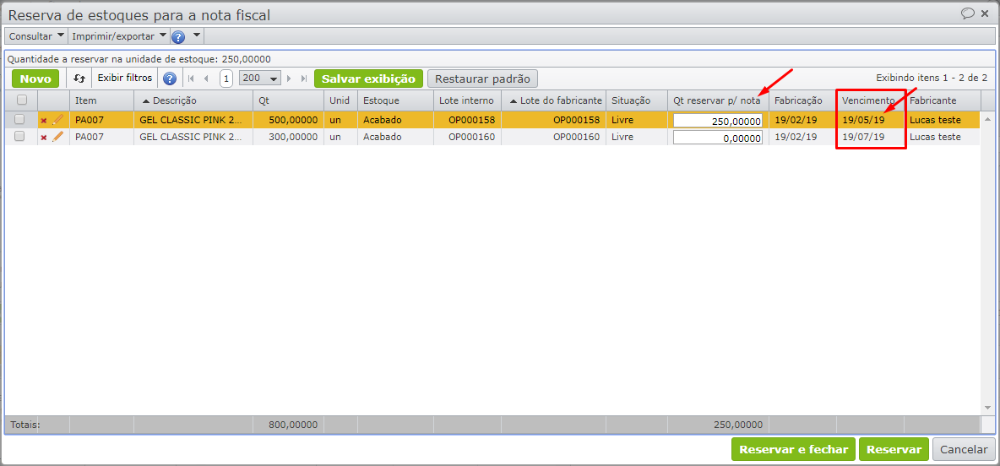 Reserva de estoques para a nota fiscal
Consultar Imprimir/exportar ?
Quantidade a reservar na unidade de estoque: 250,00000
Novo Exibir filtros ? 1 200 Salvar exibição Restaurar padrão Exibindo itens 1 - 2 de 2
Item Descrição Qt Unid Estoque Lote interno Lote do fabricante Situação Qt reservar p/ nota Fabricação Vencimento Fabricante
PA007 GEL CLASSIC PINK 2... 500,00000 un Acabado OP000158 OP000158 Livre 250,00000 19/02/19 19/05/19 Lucas teste
PA007 GEL CLASSIC PINK 2... 300,00000 un Acabado OP000160 OP000160 Livre 0,00000 19/02/19 19/07/19 Lucas teste
Totais: 800,00000 250,00000
Reservar e fechar Reservar Cancelar